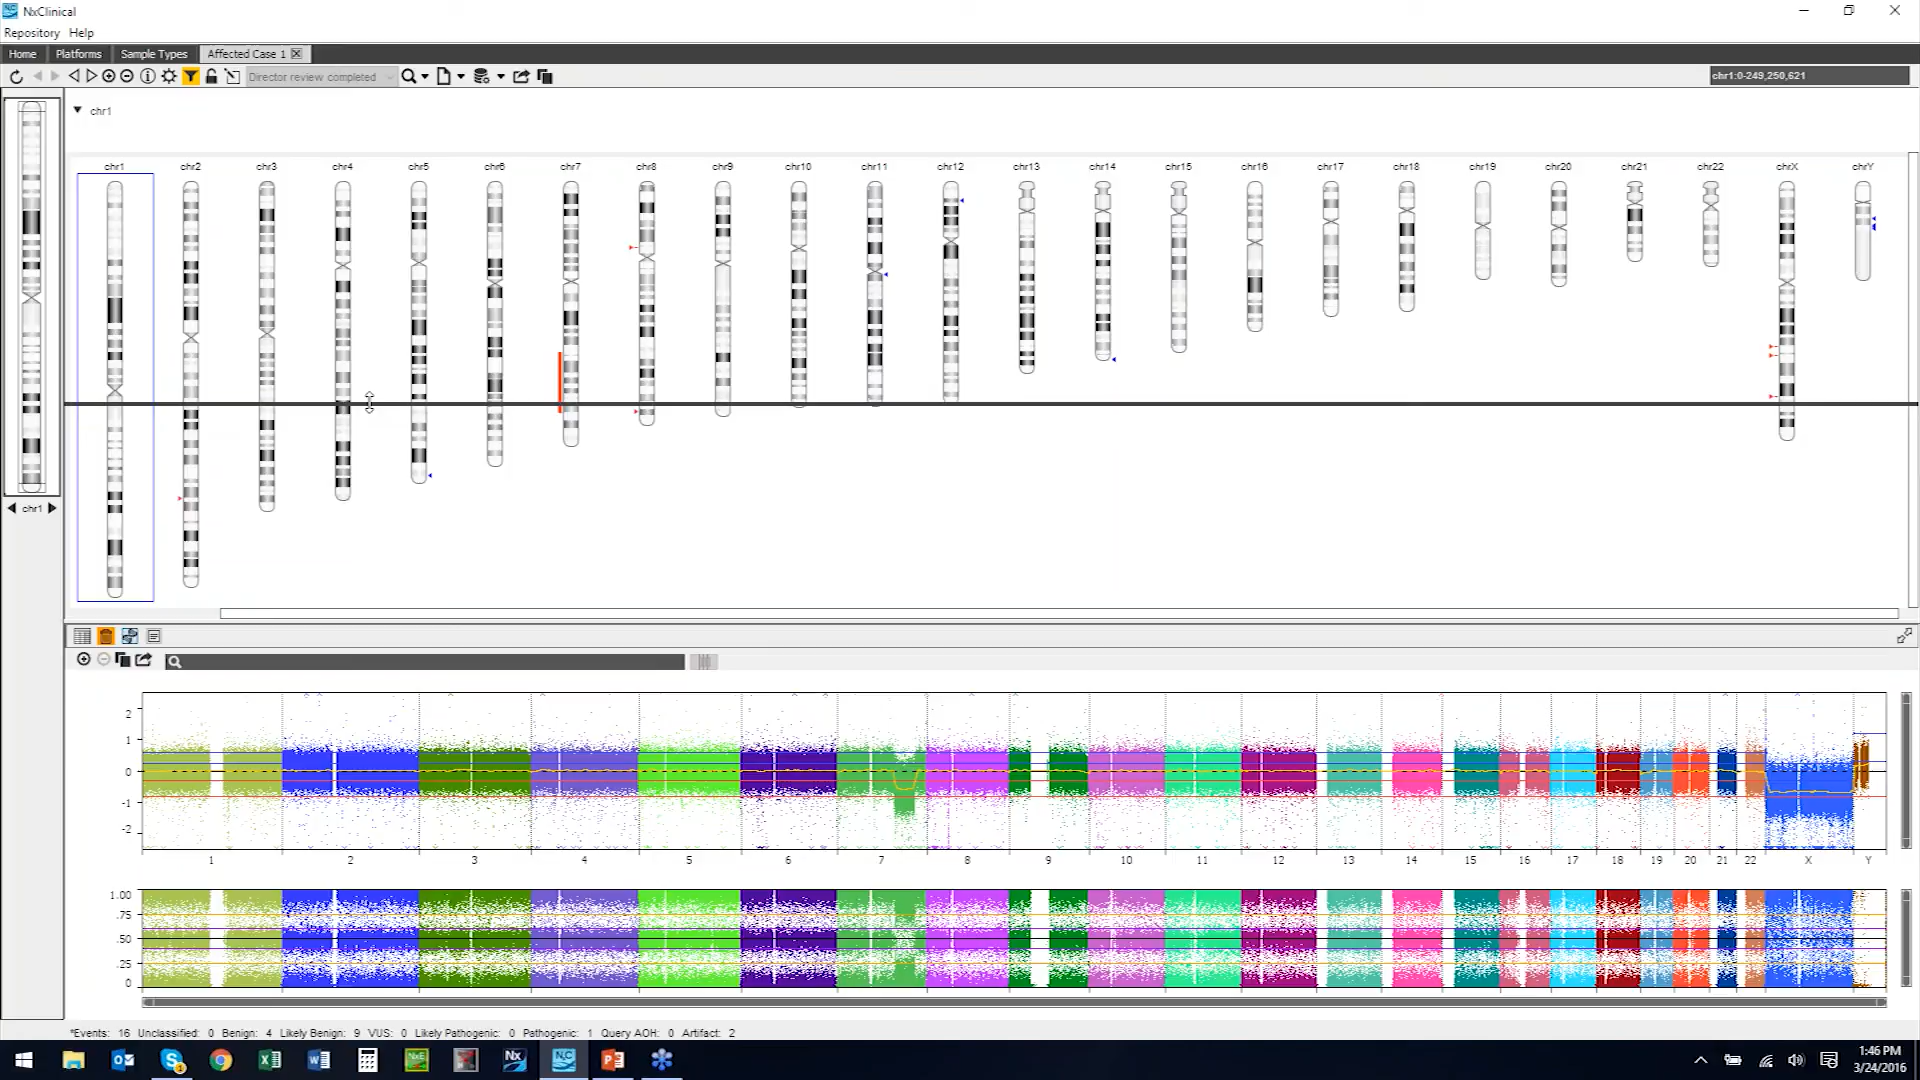 NxClinical
Repository Help
Home Platforms Sample Types Affected Case 1
Director review completed
chr1:0-249,250,621
chr1
chr1 chr2 chr3 chr4 chr5 chr6 chr7 chr8 chr9 chr10 chr11 chr12 chr13 chr14 chr15 chr16 chr17 chr18 chr19 chr20 chr21 chr22 chrX chrY
chr1
2
1
0
-1
-2
1 2 3 4 5 6 7 8 9 10 11 12 13 14 15 16 17 18 19 20 21 22 X Y
1.00
.75
.50
.25
0
*Events: 16 Unclassified: 0 Benign: 4 Likely Benign: 9 VUS: 0 Likely Pathogenic: 0 Pathogenic: 1 Query AOH: 0 Artifact: 2
1:46 PM
3/24/2016